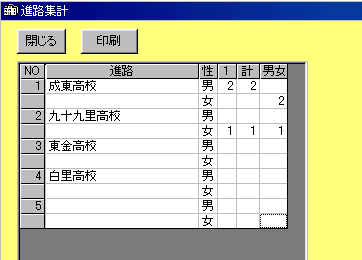 進路集計
閉じる 印刷
NO 進路 性 1 計 男女
1 成東高校 男 2 2
女 2
2 九十九里高校 男
女 1 1 1
3 東金高校 男
女
4 白里高校 男
女
5 男
女